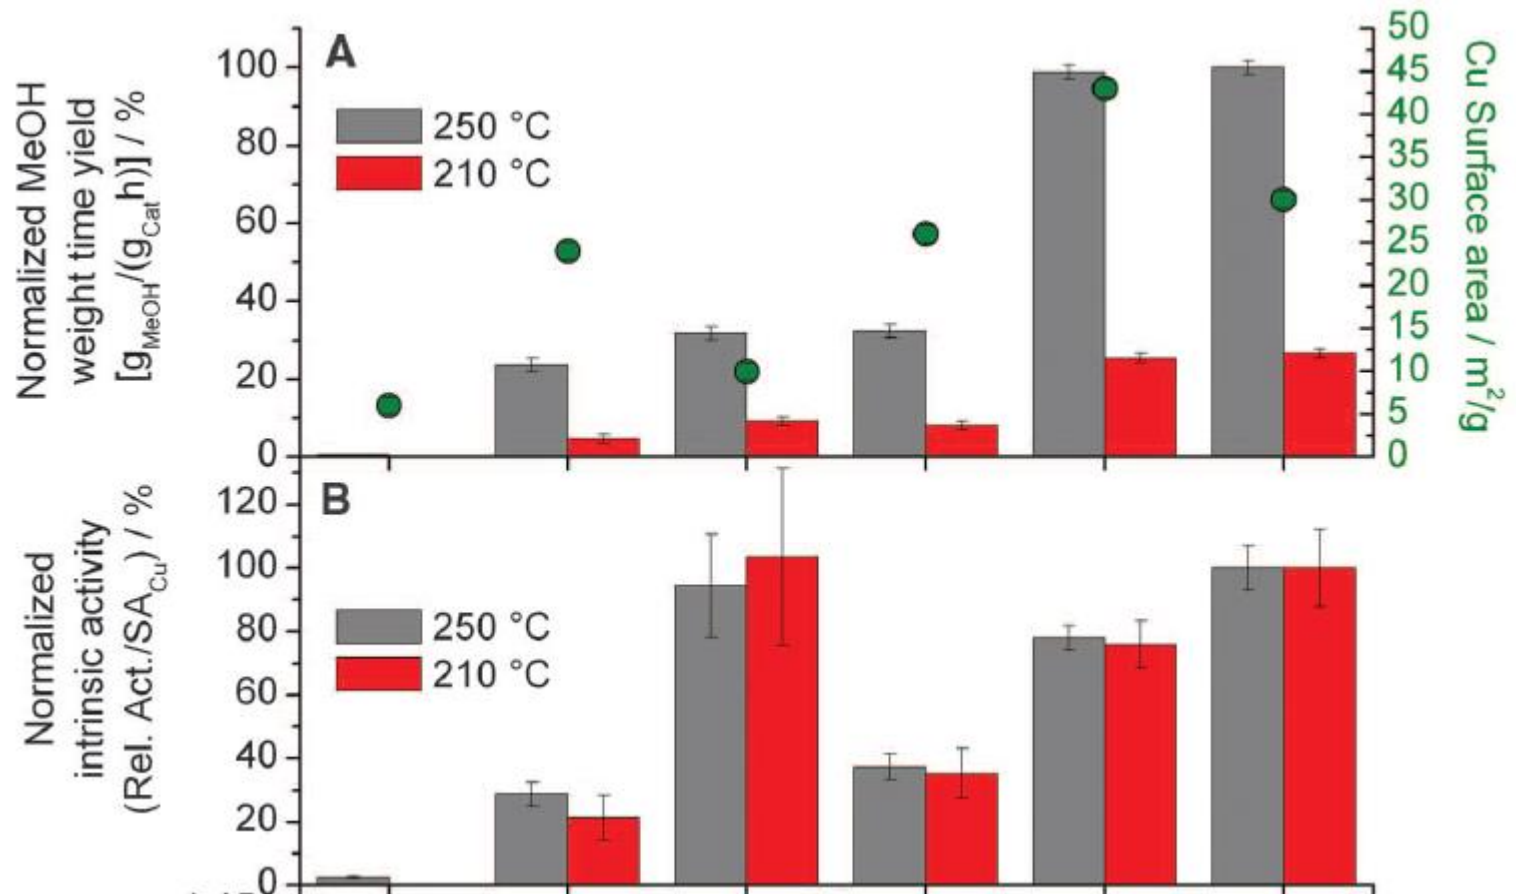 A
Normalized MeOH
weight time yield
[g_MeOH/(g_Cat h)] / %
100
80
60
40
20
0
250 °C
210 °C
50
45
40
35
30
25
20
15
10
5
0
Cu Surface area / m²/g
B
Normalized
intrinsic activity
(Rel. Act./SA_Cu) / %
120
100
80
60
40
20
0
250 °C
210 °C